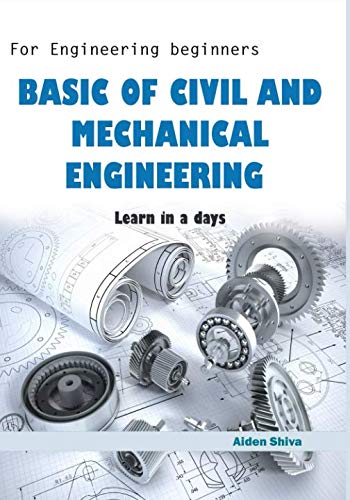 For Engineering beginners
BASIC OF CIVIL AND
MECHANICAL
ENGINEERING
Learn in a days
Aiden Shiva